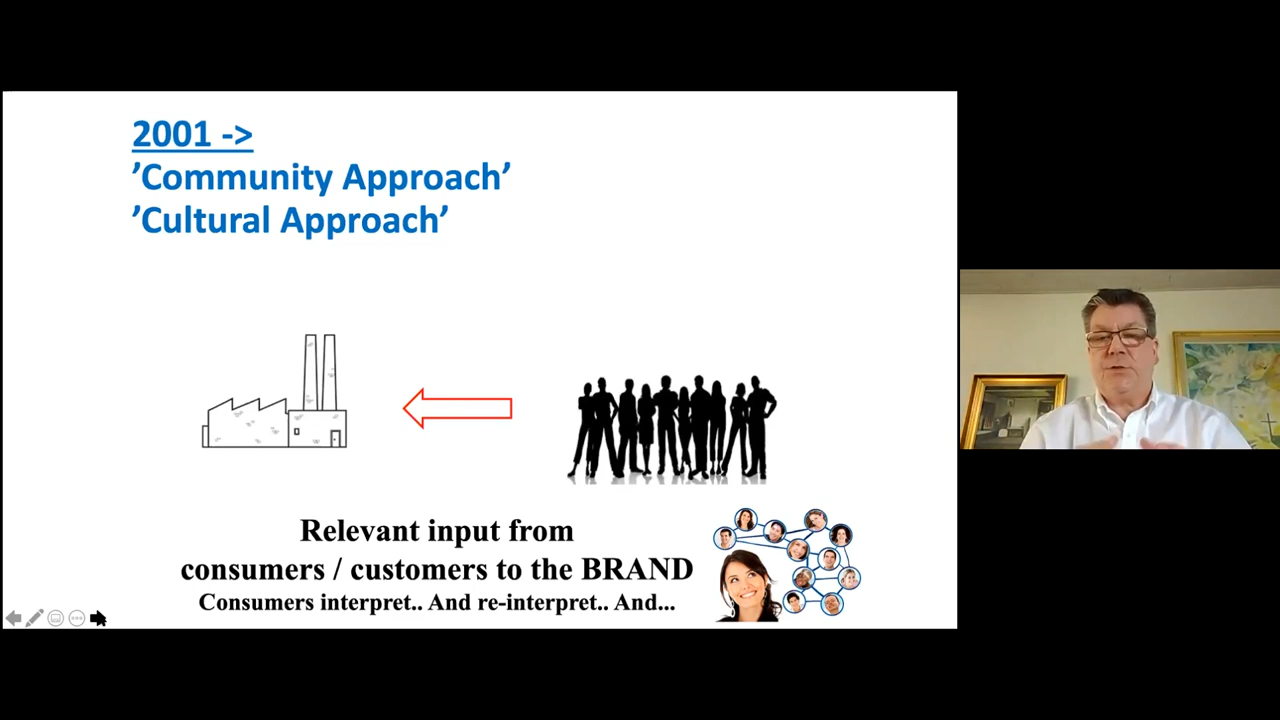 2001 ->
’Community Approach’
’Cultural Approach’
Relevant input from
consumers / customers to the BRAND
Consumers interpret.. And re-interpret.. And...